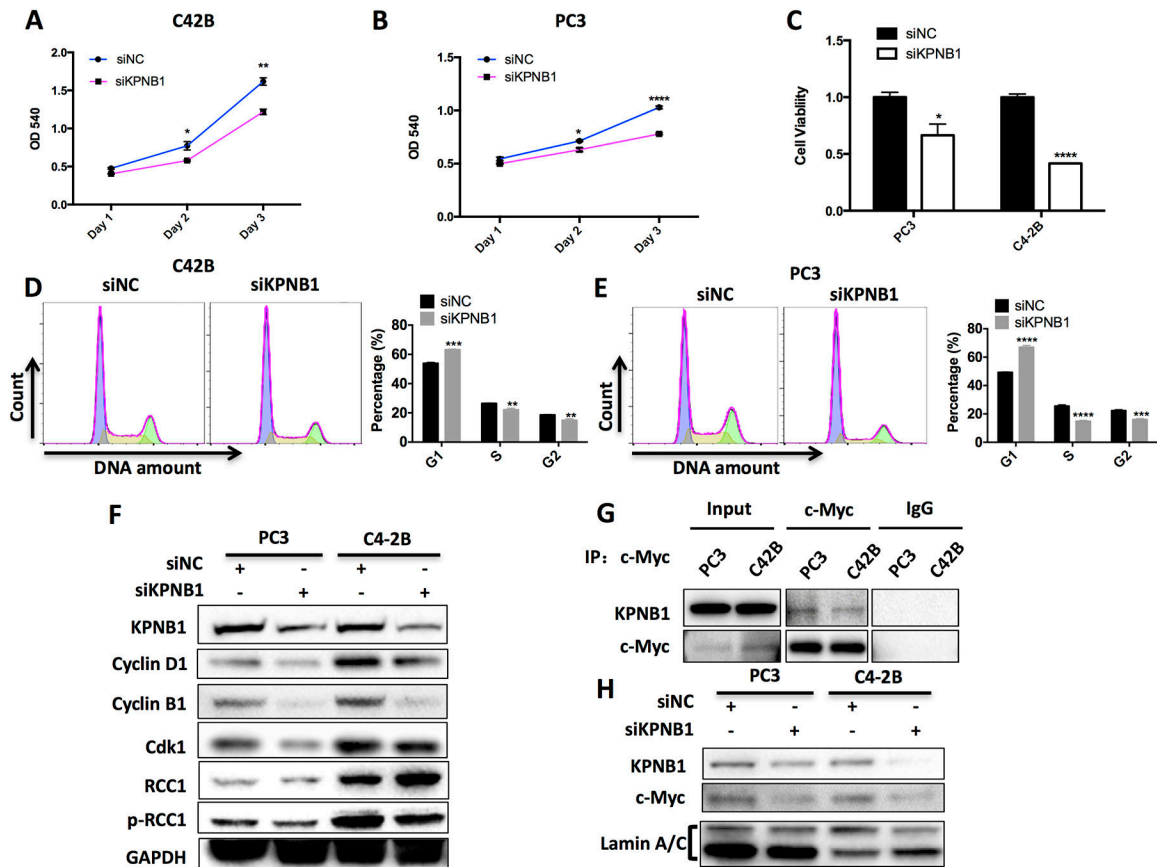 A
C42B
siNC
siKPNB1
OD 540
2.0
1.5
1.0
0.5
0.0
*
**
Day 1
Day 2
Day 3
B
PC3
siNC
siKPNB1
OD 540
1.5
1.0
0.5
0.0
*
****
Day 1
Day 2
Day 3
C
siNC
siKPNB1
Cell Viability
1.5
1.0
0.5
0.0
*
****
PC3
C4-2B
D
C42B
siNC
siKPNB1
Count
DNA amount
siNC
siKPNB1
Percentage (%)
80
60
40
20
0
***
**
**
G1
S
G2
E
PC3
siNC
siKPNB1
Count
DNA amount
siNC
siKPNB1
Percentage (%)
80
60
40
20
0
****
****
***
G1
S
G2
F
PC3 C4-2B
siNC + - + -
siKPNB1 - + - +
KPNB1
Cyclin D1
Cyclin B1
Cdk1
RCC1
p-RCC1
GAPDH
G
Input c-Myc IgG
IP: c-Myc PC3 C42B PC3 C42B PC3 C42B
KPNB1
c-Myc
H
PC3 C4-2B
siNC + - + -
siKPNB1 - + - +
KPNB1
c-Myc
Lamin A/C